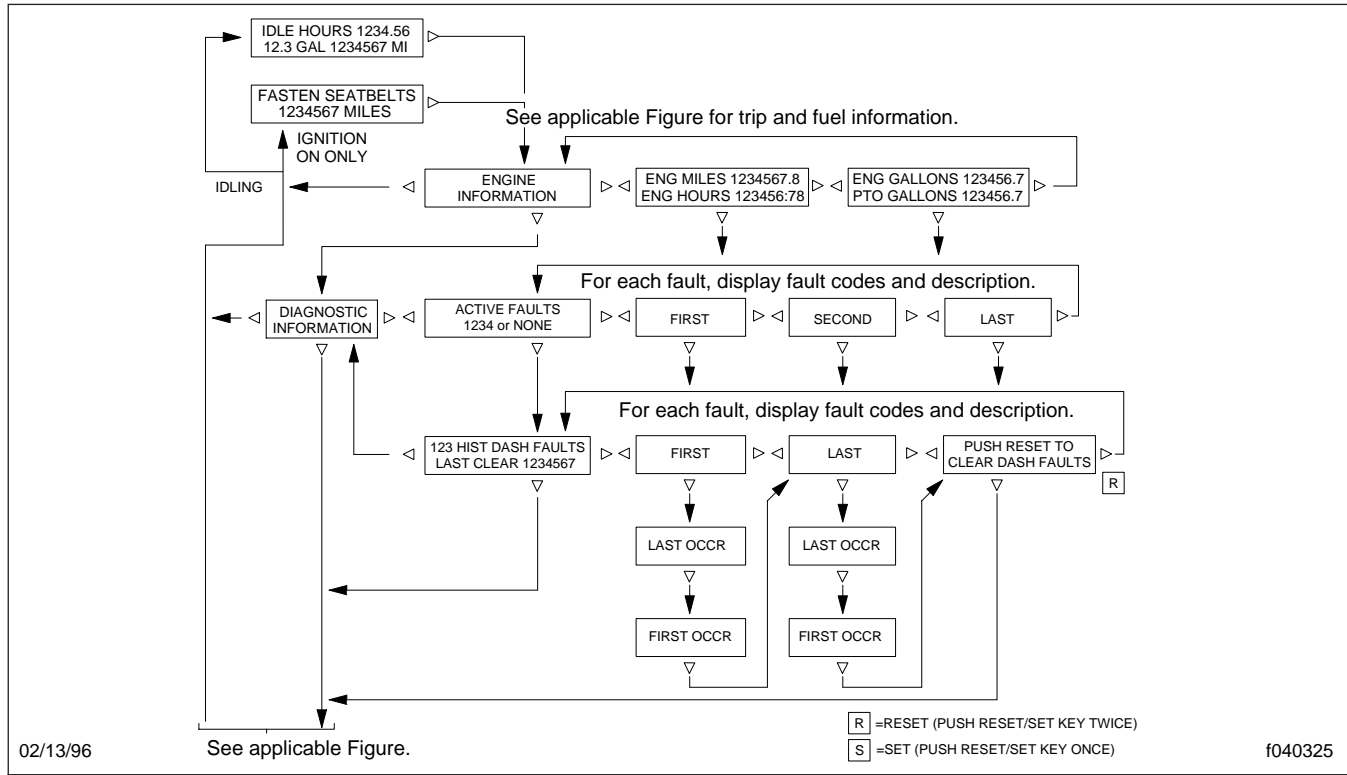 IDLE HOURS 1234.56
12.3 GAL 1234567 MI
FASTEN SEATBELTS
1234567 MILES
See applicable Figure for trip and fuel information.
IGNITION
ON ONLY
IDLING
ENGINE
INFORMATION
ENG MILES 1234567.8
ENG HOURS 123456:78
ENG GALLONS 123456.7
PTO GALLONS 123456.7
For each fault, display fault codes and description.
DIAGNOSTIC
INFORMATION
ACTIVE FAULTS
1234 or NONE
FIRST
SECOND
LAST
For each fault, display fault codes and description.
123 HIST DASH FAULTS
LAST CLEAR 1234567
FIRST
LAST
PUSH RESET TO
CLEAR DASH FAULTS
R
LAST OCCR
LAST OCCR
FIRST OCCR
FIRST OCCR
R =RESET (PUSH RESET/SET KEY TWICE)
S =SET (PUSH RESET/SET KEY ONCE)
02/13/96
See applicable Figure.
f040325